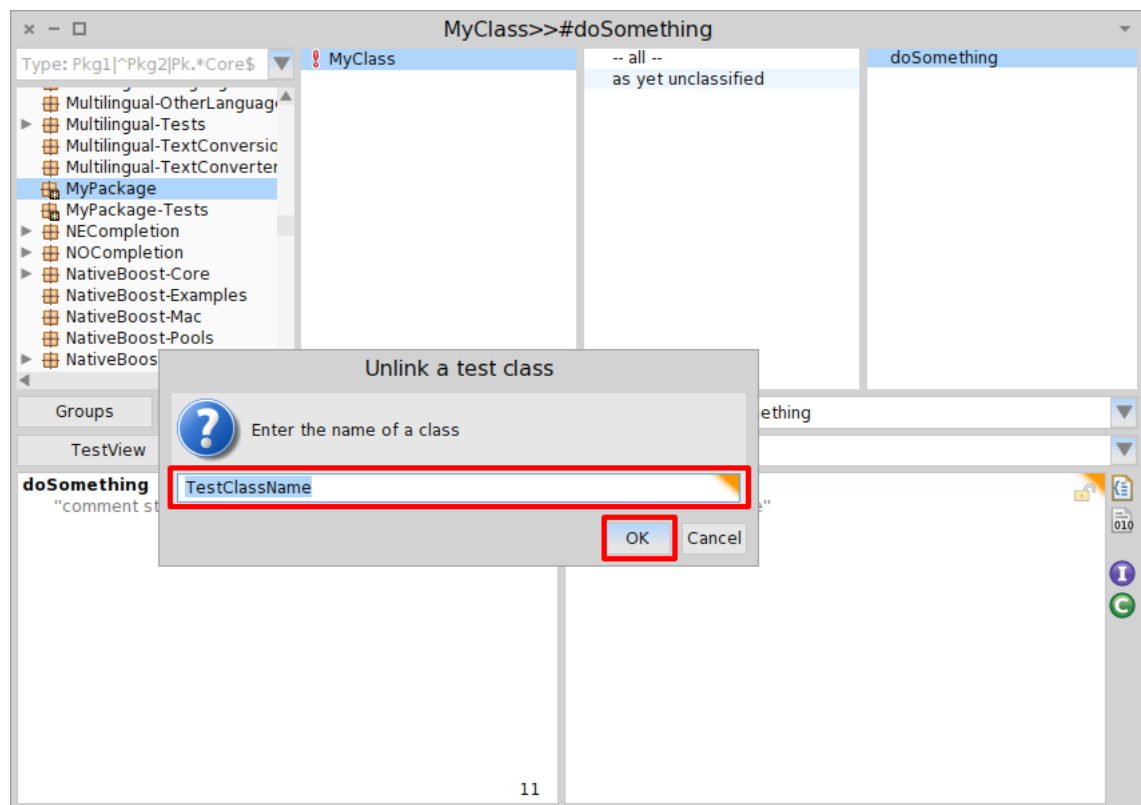 MyClass>>#doSomething
Type: Pkg1|^Pkg2|Pk.*Core$
Multilingual-OtherLanguag
Multilingual-Tests
Multilingual-TextConversio
Multilingual-TextConverter
MyPackage
MyPackage-Tests
NECompletion
NOCompletion
NativeBoost-Core
NativeBoost-Examples
NativeBoost-Mac
NativeBoost-Pools
NativeBoos
MyClass
-- all --
as yet unclassified
doSomething
Groups
ething
TestView
Unlink a test class
?
Enter the name of a class
TestClassName
OK
Cancel
doSomething
"comment st
e"
010
I
C
11